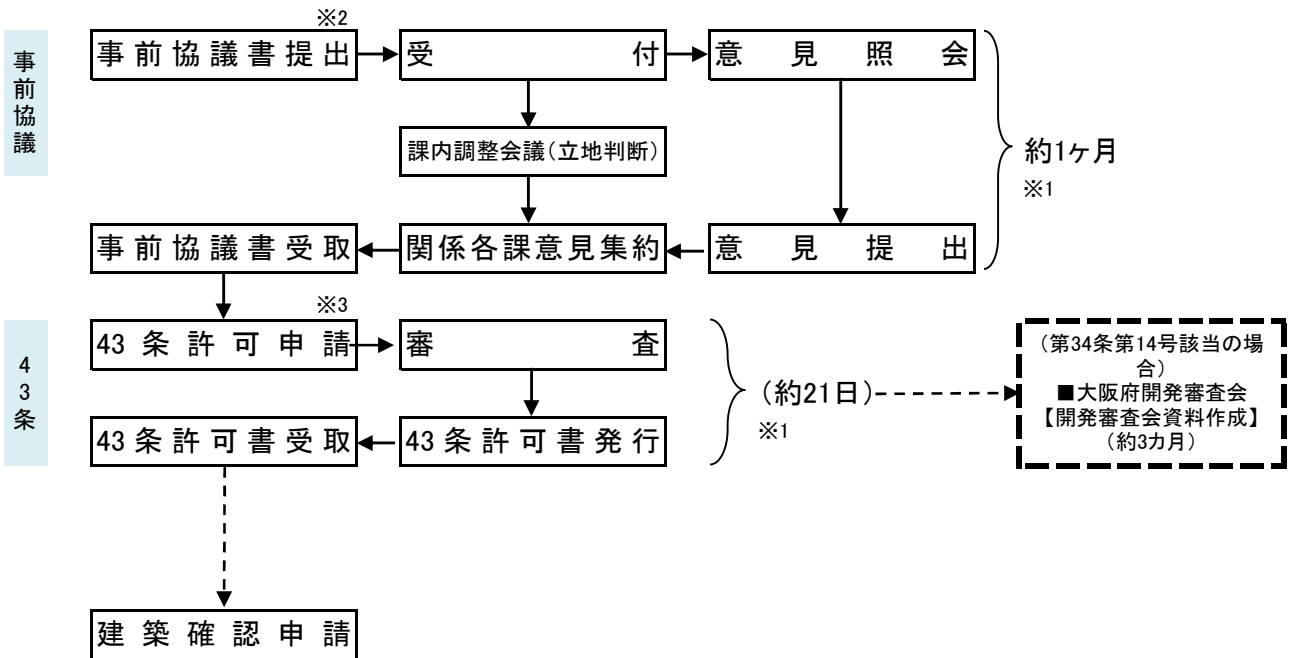 ※2
事前協議
事前協議書提出
受付
意見照会
課内調整会議（立地判断）
約1ヶ月
※1
事前協議書受取
関係各課意見集約
意見提出
※3
43条
43条許可申請
審査
（約21日）
※1
（第34条第14号該当の場
合）
■大阪府開発審査会
【開発審査会資料作成】
（約3カ月）
43条許可書受取
43条許可書発行
建築確認申請